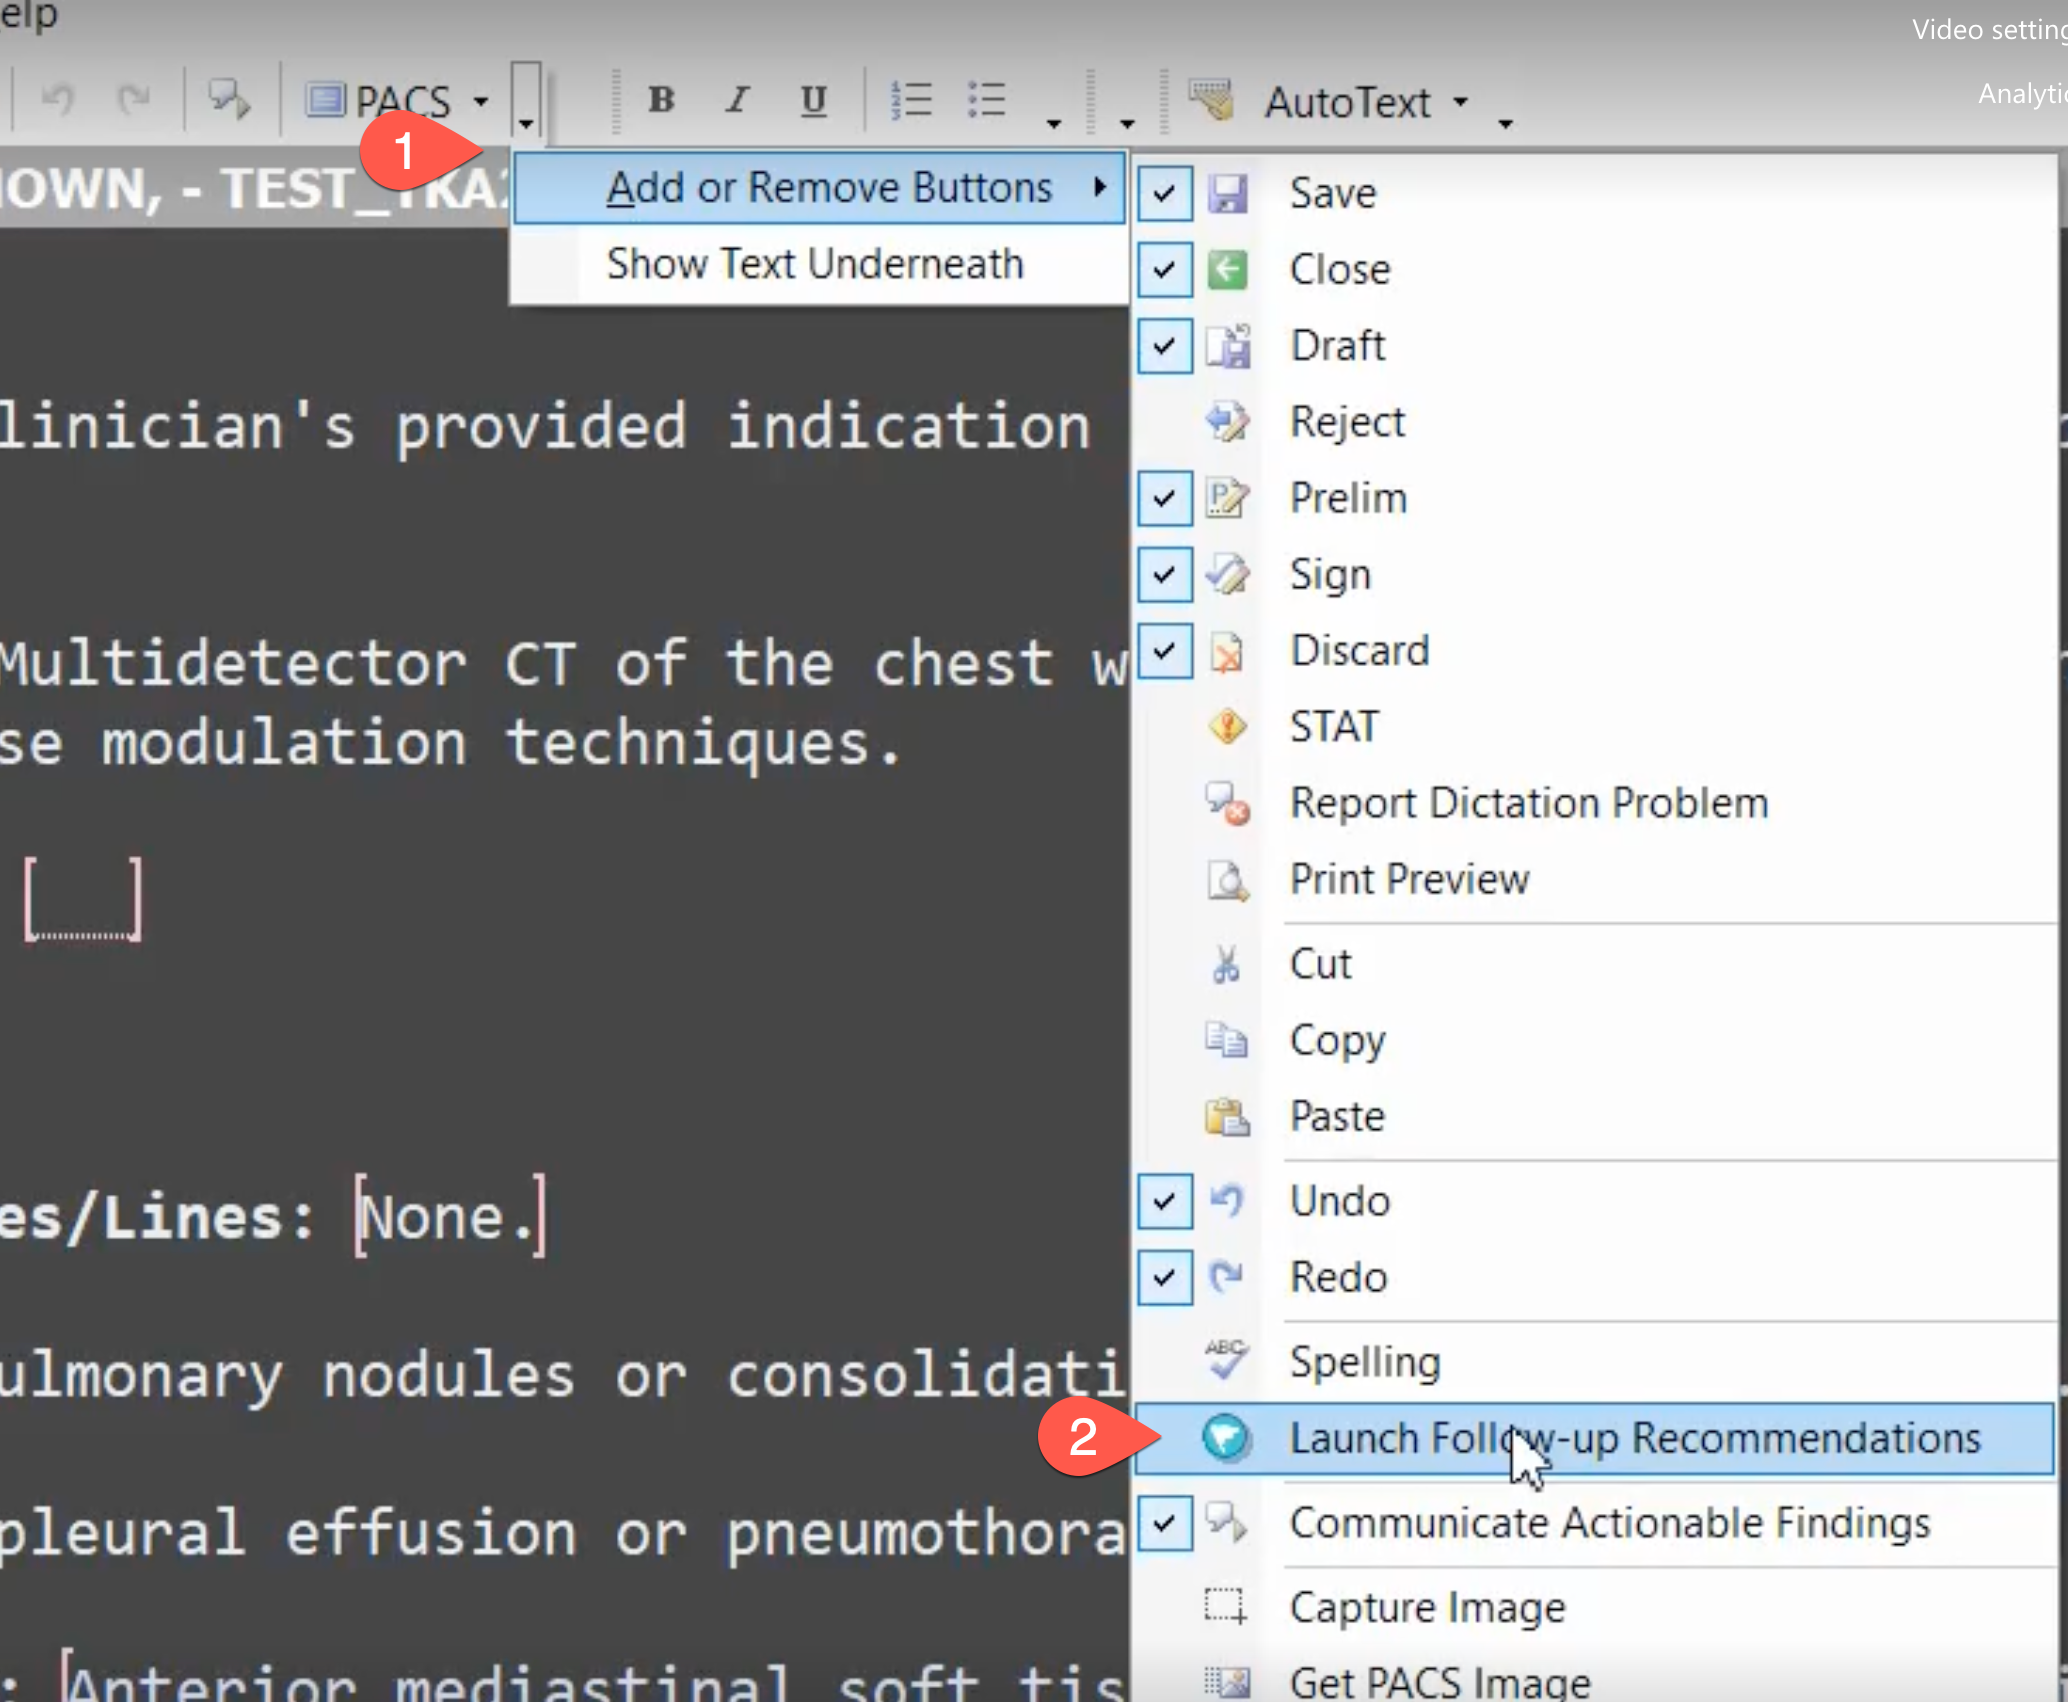 elp
Video setting
PACS
B I U
AutoText
Analytic
1
OWN, - TEST_TKA2
Add or Remove Buttons
Show Text Underneath
Save
Close
Draft
Reject
Prelim
Sign
Discard
STAT
Report Dictation Problem
Print Preview
Cut
Copy
Paste
Undo
Redo
ABC
Spelling
2
Launch Follow-up Recommendations
Communicate Actionable Findings
Capture Image
Get PACS Image
linician's provided indication
Multidetector CT of the chest w
se modulation techniques.
[___]
es/Lines: [None.]
ulmonary nodules or consolidati
pleural effusion or pneumothora
: [Anterior mediastinal soft tis